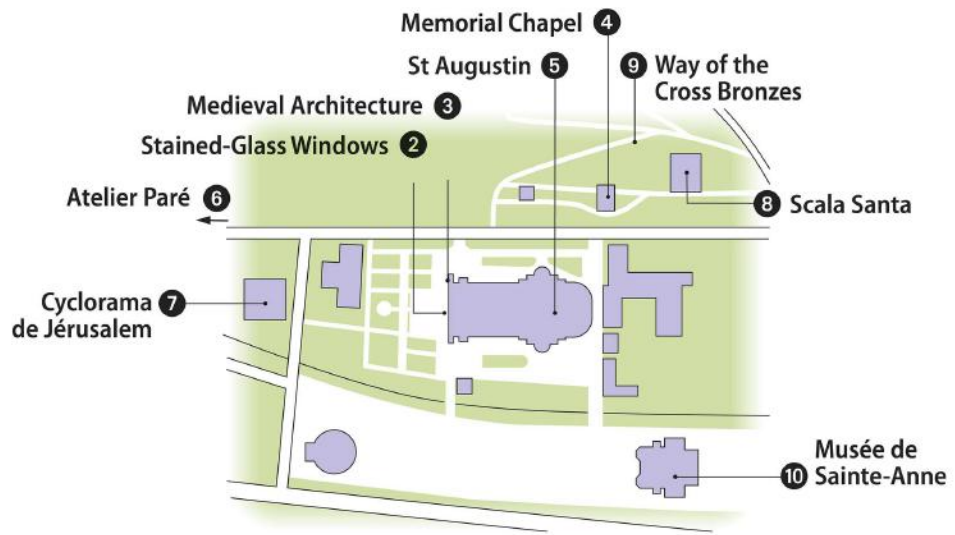 Memorial Chapel 4
St Augustin 5
9 Way of the
Cross Bronzes
Medieval Architecture 3
Stained-Glass Windows 2
Atelier Paré 6
8 Scala Santa
Cyclorama 7
de Jérusalem
Musée de
10 Sainte-Anne